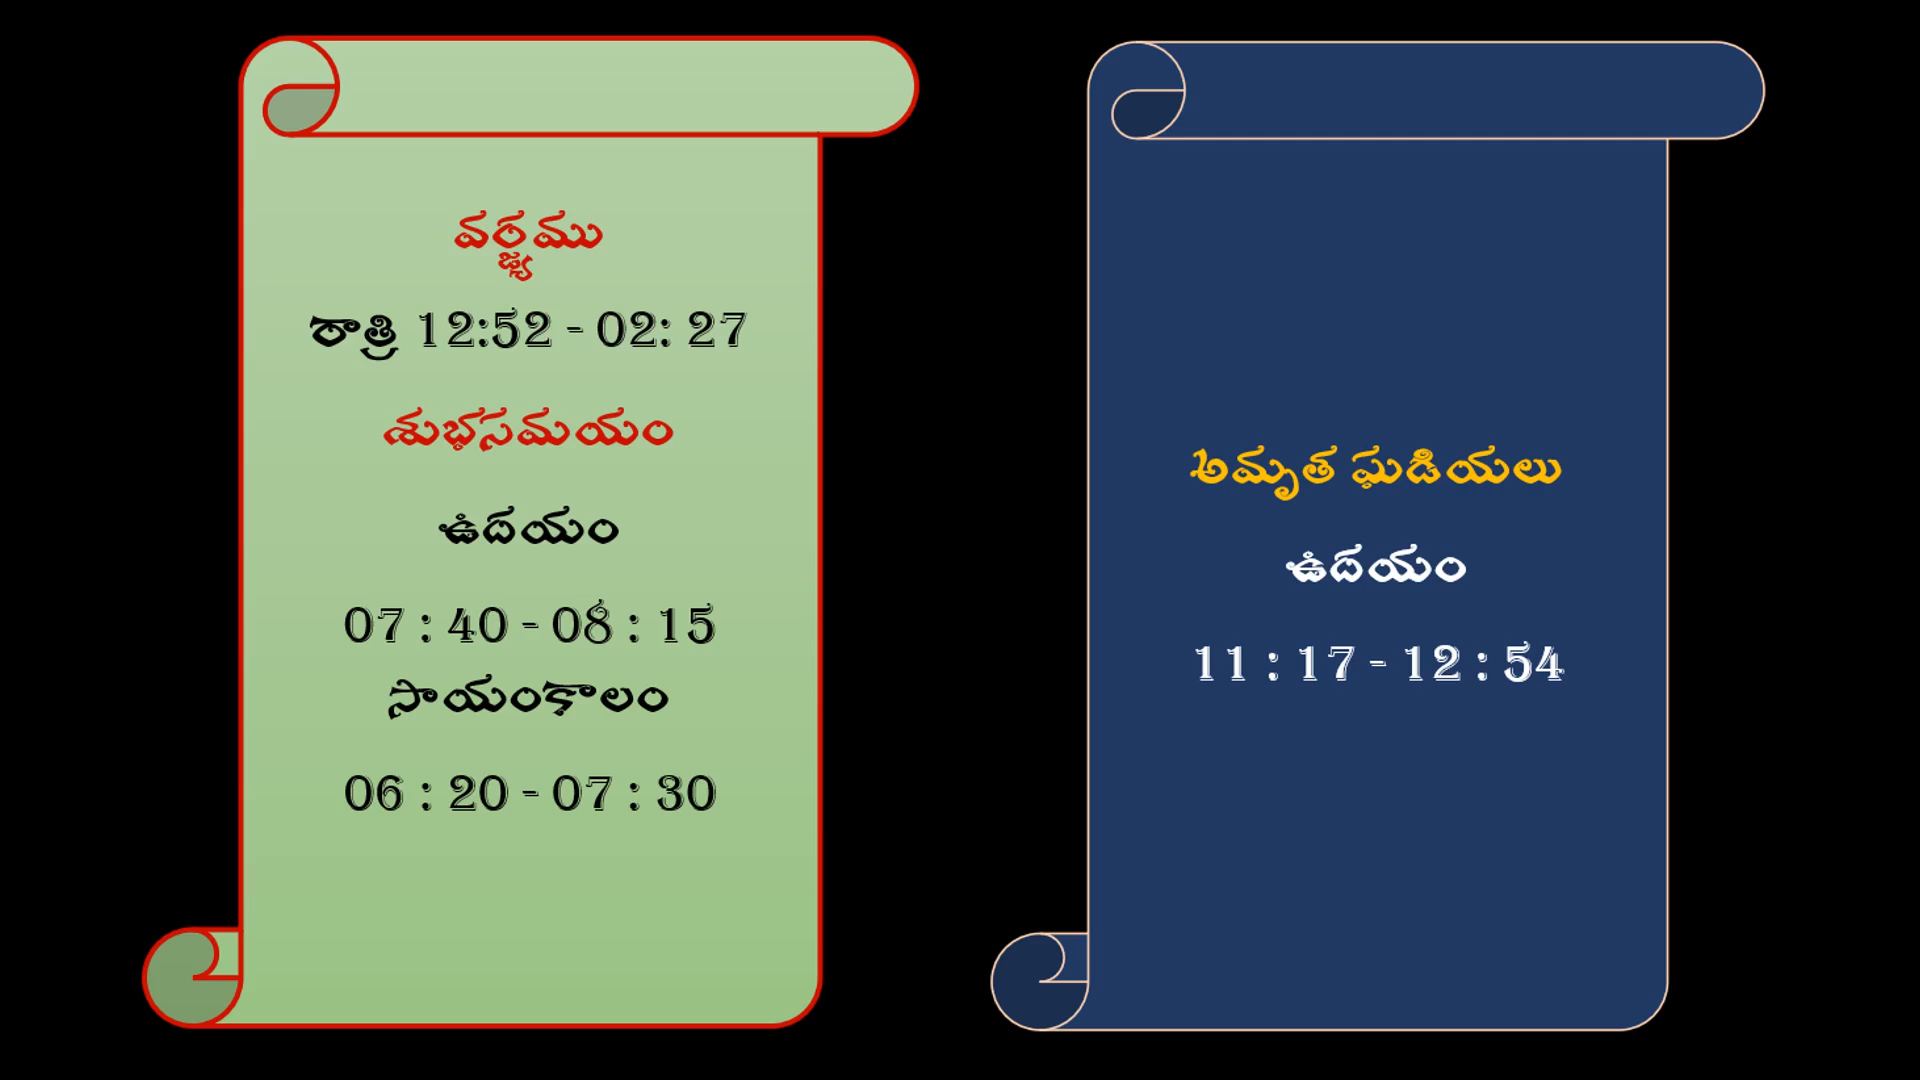 వర్జ్యము
రాత్రి 12:52 - 02: 27
శుభసమయం
ఉదయం
07 : 40 - 08 : 15
సాయంకాలం
06 : 20 - 07 : 30
అమృత ఘడియలు
ఉదయం
11 : 17 - 12 : 54